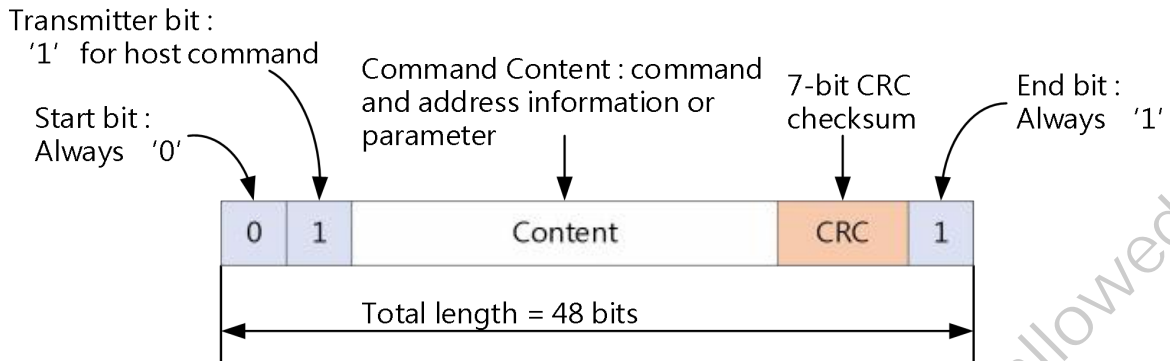 Transmitter bit :
'1' for host command
Command Content : command
and address information or
parameter
7-bit CRC
checksum
End bit :
Always '1'
Start bit :
Always '0'
0 1 Content CRC 1
Total length = 48 bits